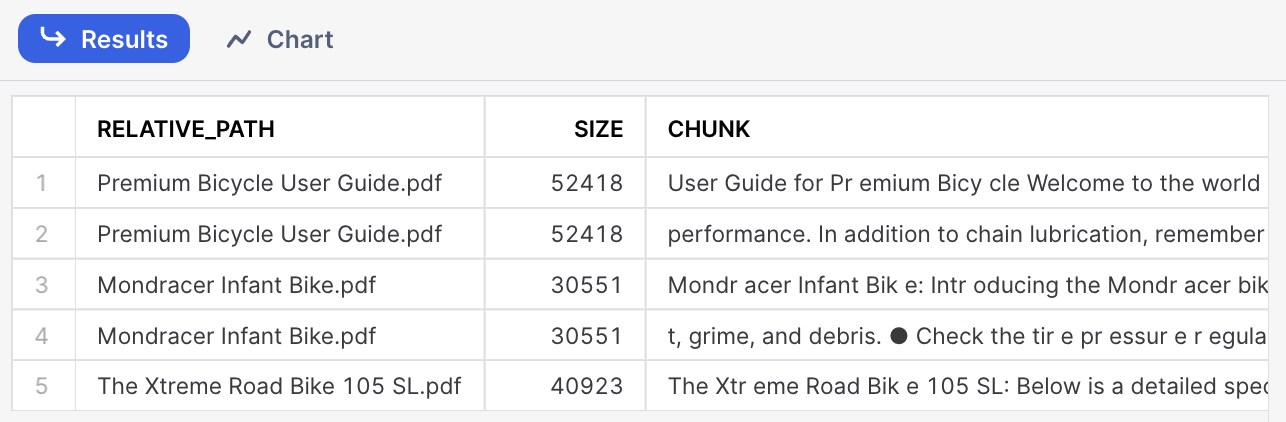 Results Chart
RELATIVE_PATH SIZE CHUNK
1 Premium Bicycle User Guide.pdf 52418 User Guide for Pr emium Bicy cle Welcome to the world
2 Premium Bicycle User Guide.pdf 52418 performance. In addition to chain lubrication, remember
3 Mondracer Infant Bike.pdf 30551 Mondr acer Infant Bik e: Intr oducing the Mondr acer bik
4 Mondracer Infant Bike.pdf 30551 t, grime, and debris. ● Check the tir e pr essur e r egula
5 The Xtreme Road Bike 105 SL.pdf 40923 The Xtr eme Road Bik e 105 SL: Below is a detailed spec